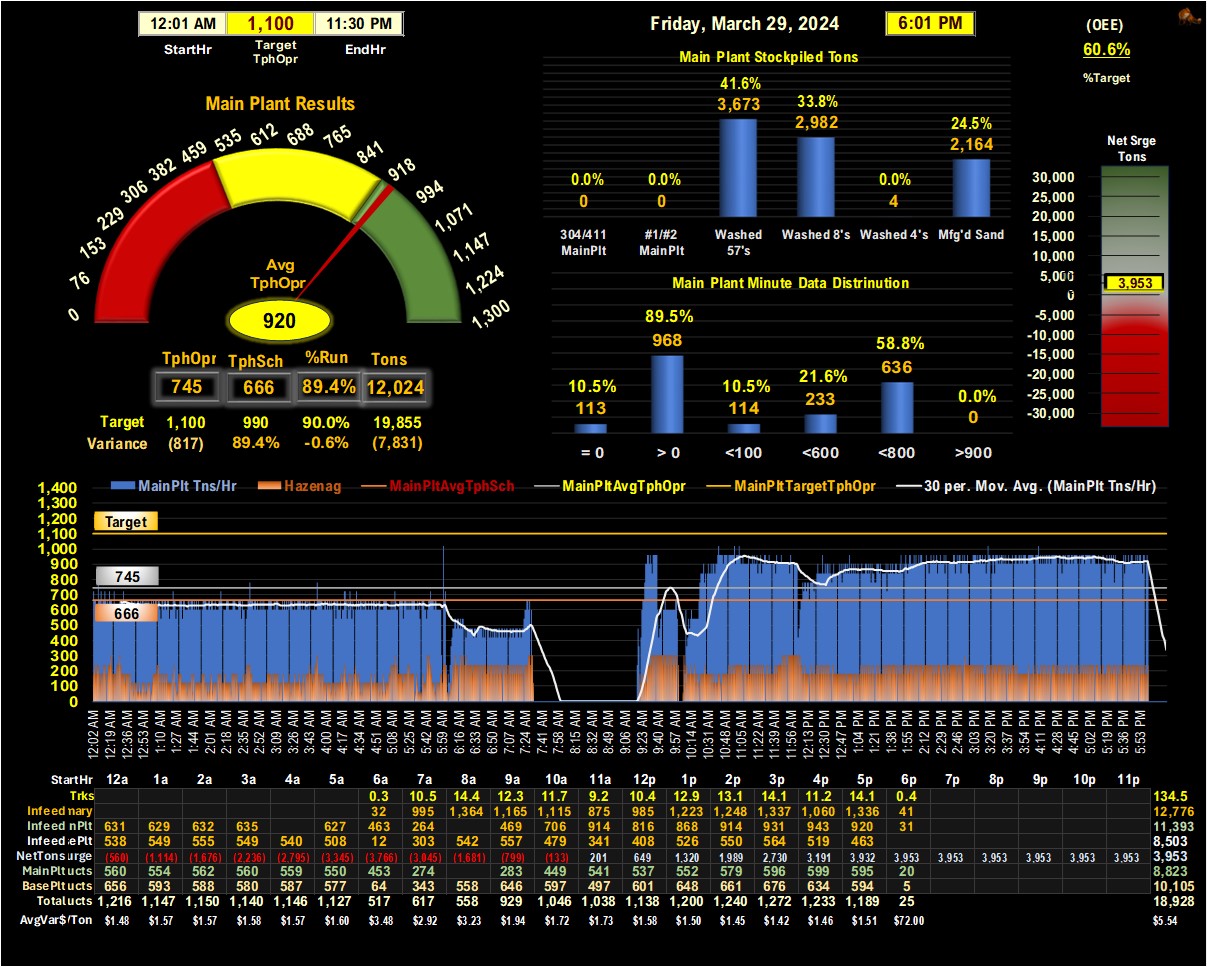 12:01 AM 1,100 11:30 PM
StartHr Target TphOpr EndHr
Friday, March 29, 2024 6:01 PM
(OEE)
60.6%
%Target
Main Plant Results
0 76 153 229 306 382 459 535 612 688 765 841 918 994 1,071 1,147 1,224 1,300
Avg
TphOpr
920
TphOpr TphSch %Run Tons
745 666 89.4% 12,024
Target 1,100 990 90.0% 19,855
Variance (817) 89.4% -0.6% (7,831)
Main Plant Stockpiled Tons
0.0% 0.0% 41.6% 33.8% 0.0% 24.5%
0 0 3,673 2,982 4 2,164
304/411 MainPlt #1/#2 MainPlt Washed 57's Washed 8's Washed 4's Mfg'd Sand
Main Plant Minute Data Distrinution
10.5% 89.5% 10.5% 21.6% 58.8% 0.0%
113 968 114 233 636 0
= 0 > 0 <100 <600 <800 >900
Net Srge
Tons
30,000
25,000
20,000
15,000
10,000
5,000
3,953
0
-5,000
-10,000
-15,000
-20,000
-25,000
-30,000
MainPlt Tns/Hr Hazenag MainPltAvgTphSch MainPltAvgTphOpr MainPltTargetTphOpr 30 per. Mov. Avg. (MainPlt Tns/Hr)
1,400
1,300
1,200
1,100
1,000
900
800
700
600
500
400
300
200
100
0
Target
745
666
12:02 AM 12:19 AM 12:36 AM 12:53 AM 1:10 AM 1:27 AM 1:44 AM 2:01 AM 2:18 AM 2:35 AM 2:52 AM 3:09 AM 3:26 AM 3:43 AM 4:00 AM 4:17 AM 4:34 AM 4:51 AM 5:08 AM 5:25 AM 5:42 AM 5:59 AM 6:16 AM 6:33 AM 6:50 AM 7:07 AM 7:24 AM 7:41 AM 7:58 AM 8:15 AM 8:32 AM 8:49 AM 9:06 AM 9:23 AM 9:40 AM 9:57 AM 10:14 AM 10:31 AM 10:48 AM 11:05 AM 11:22 AM 11:39 AM 11:56 AM 12:13 PM 12:30 PM 12:47 PM 1:04 PM 1:21 PM 1:38 PM 1:55 PM 2:12 PM 2:29 PM 2:46 PM 3:03 PM 3:20 PM 3:37 PM 3:54 PM 4:11 PM 4:28 PM 4:45 PM 5:02 PM 5:19 PM 5:36 PM 5:53 PM
StartHr 12a 1a 2a 3a 4a 5a 6a 7a 8a 9a 10a 11a 12p 1p 2p 3p 4p 5p 6p 7p 8p 9p 10p 11p
Trks 0.3 10.5 14.4 12.3 11.7 9.2 10.4 12.9 13.1 14.1 11.2 14.1 0.4 134.5
Infeed nary 32 995 1,364 1,165 1,115 875 985 1,223 1,248 1,337 1,060 1,336 41 12,776
Infeed nPlt 631 629 632 635 627 463 264 469 706 914 816 868 914 931 943 920 31 11,393
Infeed ePlt 538 549 555 549 540 508 12 303 542 557 479 341 408 526 550 564 519 463 8,503
NetTons urge (560) (1,114) (1,676) (2,236) (2,795) (3,345) (3,766) (3,045) (1,681) (799) (133) 201 649 1,320 1,989 2,730 3,191 3,932 3,953 3,953 3,953 3,953 3,953 3,953 3,953
MainPlt ucts 560 554 562 560 559 550 453 274 283 449 541 537 552 579 596 599 595 20 8,823
BasePlt ucts 656 593 588 580 587 577 64 343 558 646 597 497 601 648 661 676 634 594 5 10,105
Total ucts 1,216 1,147 1,150 1,140 1,146 1,127 517 617 558 929 1,046 1,038 1,138 1,200 1,240 1,272 1,233 1,189 25 18,928
AvgVar$/Ton $1.48 $1.57 $1.57 $1.58 $1.57 $1.60 $3.48 $2.92 $3.23 $1.94 $1.72 $1.73 $1.58 $1.50 $1.45 $1.42 $1.46 $1.51 $72.00 $5.54